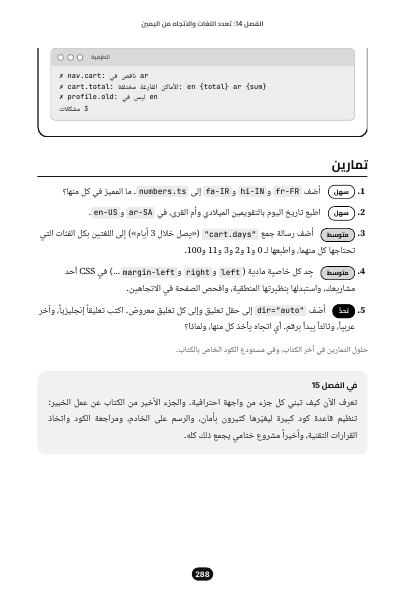 الفصل 14: تعدد اللغات والاتجاه من اليمين
الطرفية
✗ nav.cart: ناقص في ar
✗ cart.total: الأماكن الفارغة مختلفة: en {total} ar {sum}
✗ profile.old: ليس في en
3 مشكلات
تمارين
1. سهل أضف fr-FR و hi-IN و fa-IR إلى numbers.ts. ما المميز في كل منها؟
2. سهل اطبع تاريخ اليوم بالتقويمين الميلادي وأم القرى، في ar-SA و en-US.
3. متوسط أضف رسالة جمع "cart.days" («يصل خلال 3 أيام») إلى اللغتين بكل الفئات التي
تحتاجها كل منهما، واطبعها لـ 0 و1 و2 و3 و11 و100.
4. متوسط جِد كل خاصية مادية (left و right و margin-left ...) في CSS أحد
مشاريعك، واستبدلها بنظيرتها المنطقية، وافحص الصفحة في الاتجاهين.
5. تحدٍّ أضف dir="auto" إلى حقل تعليق وإلى كل تعليق معروض. اكتب تعليقاً إنجليزياً، وآخر
عربياً، وثالثاً يبدأ برقم. أي اتجاه يأخذ كل منها، ولماذا؟
حلول التمارين في آخر الكتاب، وفي مستودع الكود الخاص بالكتاب.
في الفصل 15
تعرف الآن كيف تبني كل جزء من واجهة احترافية. والجزء الأخير من الكتاب عن عمل الخبير:
تنظيم قاعدة كود كبيرة ليغيّرها كثيرون بأمان، والرسم على الخادم، ومراجعة الكود واتخاذ
القرارات التقنية، وأخيراً مشروع ختامي يجمع ذلك كله.
288